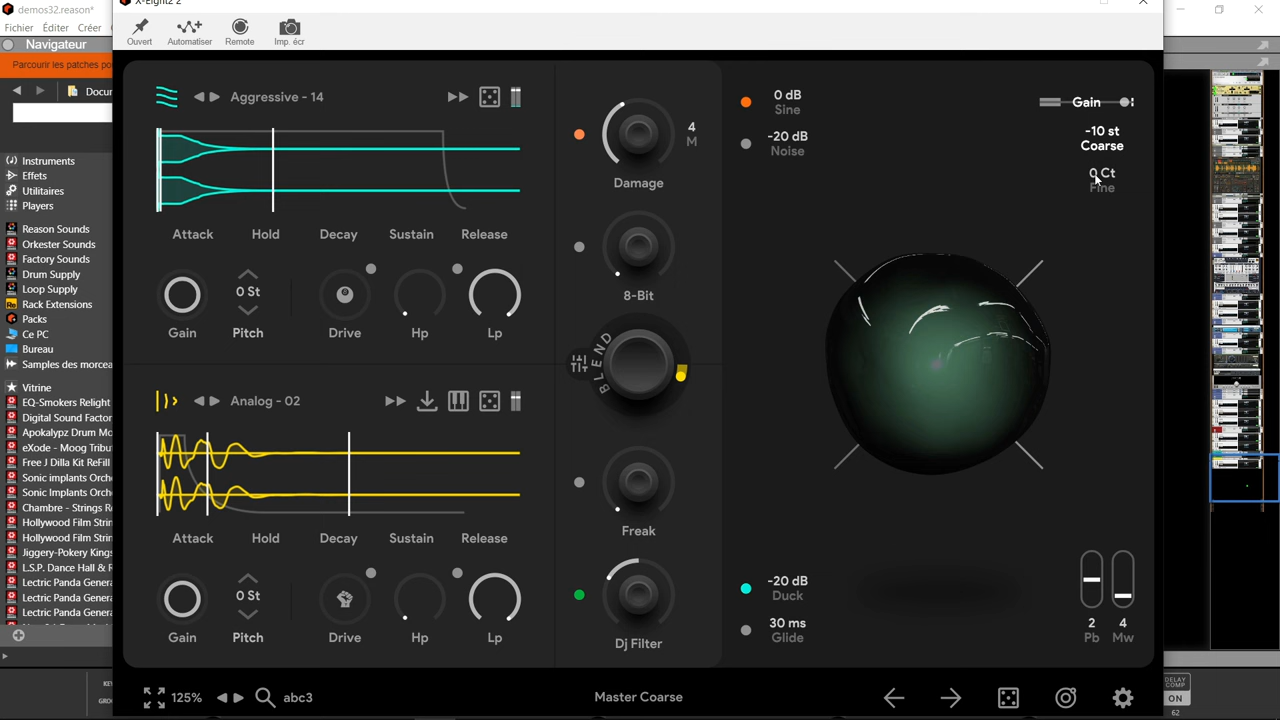 demos32.reason*
X-Eight2 2
Fichier Éditer Créer
Ouvert Automatiser Remote Imp. écr
Navigateur
Parcourir les patches po
Docur
Instruments
Effets
Utilitaires
Players
Reason Sounds
Orkester Sounds
Factory Sounds
Drum Supply
Loop Supply
Rack Extensions
Packs
Ce PC
Bureau
Samples des morcea
Vitrine
EQ-Smokers Relight
Digital Sound Factor
Apokalypz Drum Mc
eXode - Moog Tribu
Free J Dilla Kit ReFill
Sonic implants Orch
Sonic Implants Orch
Chambre - Strings R
Hollywood Film Strin
Hollywood Film Strin
Jiggery-Pokery Kings
L.S.P. Dance Hall & R
Lectric Panda Genera
Lectric Panda Genera
Lectric Panda Genera
Aggressive - 14
Attack Hold Decay Sustain Release
0 St
Gain Pitch Drive Hp Lp
Analog - 02
Attack Hold Decay Sustain Release
0 St
Gain Pitch Drive Hp Lp
4
M
Damage
8-Bit
BLEND
Freak
Dj Filter
0 dB
Sine
-20 dB
Noise
Gain
-10 st
Coarse
0 Ct
Fine
-20 dB
Duck
30 ms
Glide
2 4
Pb Mw
125% abc3 Master Coarse
KE
GRO
DELAY
COMP
ON
62